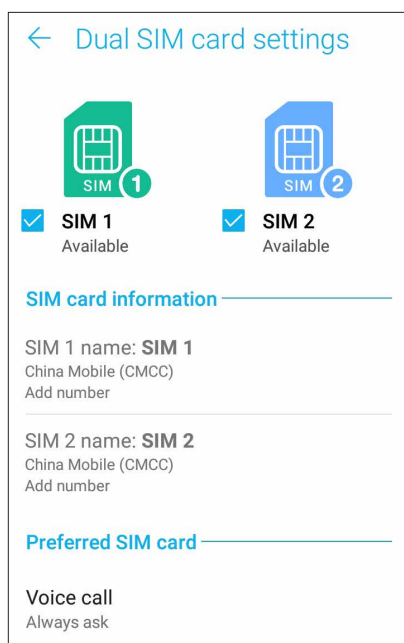 Dual SIM card settings
SIM 1
SIM 2
SIM 1
SIM 2
Available
Available
SIM card information
SIM 1 name: SIM 1
China Mobile (CMCC)
Add number
SIM 2 name: SIM 2
China Mobile (CMCC)
Add number
Preferred SIM card
Voice call
Always ask